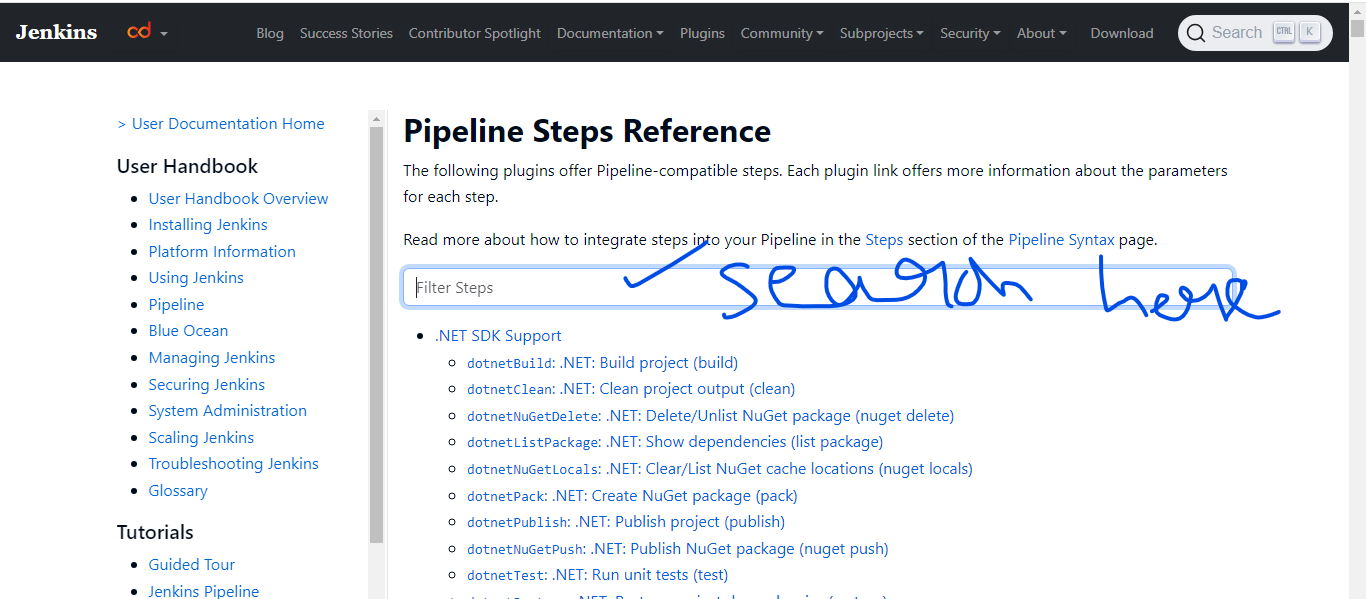 Jenkins cd Blog Success Stories Contributor Spotlight Documentation Plugins Community Subprojects Security About Download Search CTRL K
> User Documentation Home
User Handbook
User Handbook Overview
Installing Jenkins
Platform Information
Using Jenkins
Pipeline
Blue Ocean
Managing Jenkins
Securing Jenkins
System Administration
Scaling Jenkins
Troubleshooting Jenkins
Glossary
Tutorials
Guided Tour
Jenkins Pipeline
Pipeline Steps Reference
The following plugins offer Pipeline-compatible steps. Each plugin link offers more information about the parameters
for each step.
Read more about how to integrate steps into your Pipeline in the Steps section of the Pipeline Syntax page.
Filter Steps ✓ search here
.NET SDK Support
dotnetBuild: .NET: Build project (build)
dotnetClean: .NET: Clean project output (clean)
dotnetNuGetDelete: .NET: Delete/Unlist NuGet package (nuget delete)
dotnetListPackage: .NET: Show dependencies (list package)
dotnetNuGetLocals: .NET: Clear/List NuGet cache locations (nuget locals)
dotnetPack: .NET: Create NuGet package (pack)
dotnetPublish: .NET: Publish project (publish)
dotnetNuGetPush: .NET: Publish NuGet package (nuget push)
dotnetTest: .NET: Run unit tests (test)